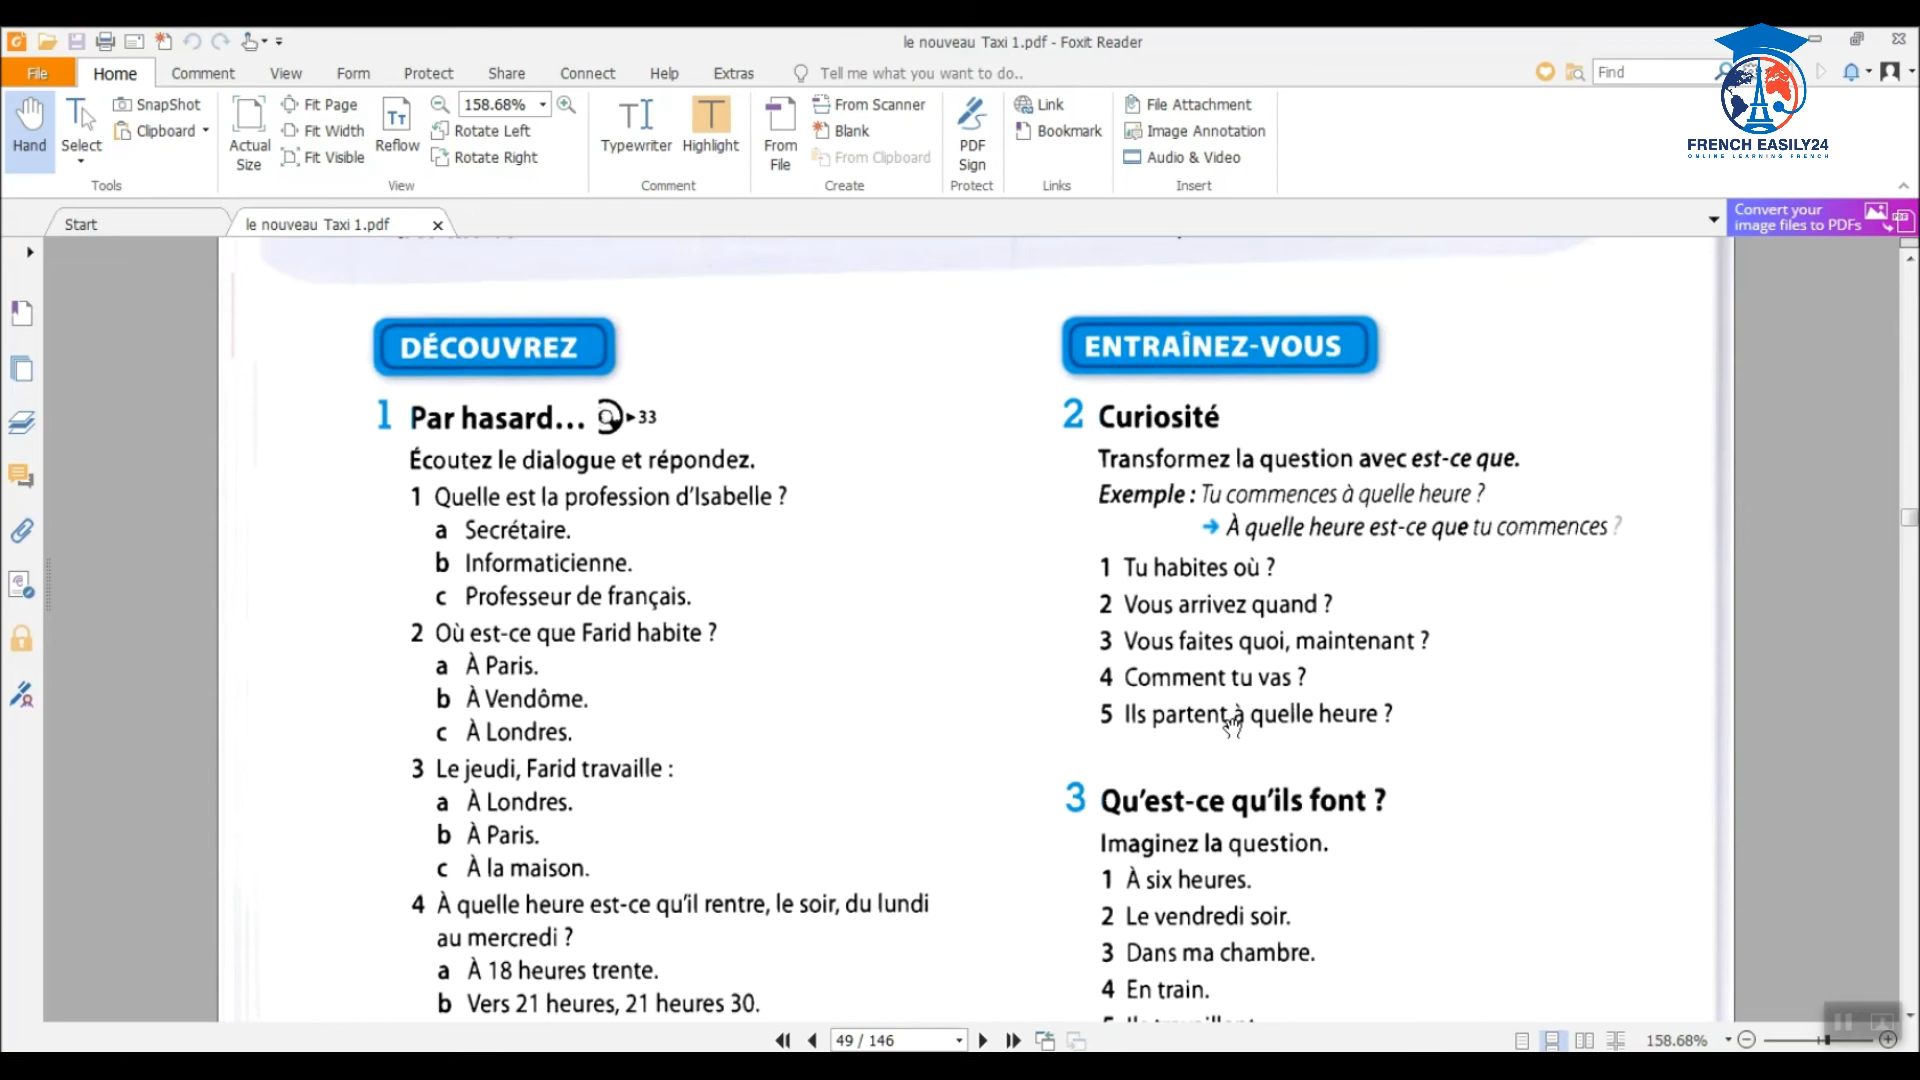 le nouveau Taxi 1.pdf - Foxit Reader
File
Home
Comment
View
Form
Protect
Share
Connect
Help
Extras
Tell me what you want to do..
Find
Hand
Select
SnapShot
Clipboard
Tools
Actual Size
Fit Page
Fit Width
Fit Visible
Reflow
158.68%
Rotate Left
Rotate Right
View
Typewriter
Highlight
Comment
From File
From Scanner
Blank
From Clipboard
Create
PDF Sign
Protect
Link
Bookmark
Links
File Attachment
Image Annotation
Audio & Video
Insert
FRENCH EASILY24
ONLINE LEARNING FRENCH
Start
le nouveau Taxi 1.pdf
Convert your
image files to PDFs
DÉCOUVREZ
1 Par hasard... 33
Écoutez le dialogue et répondez.
1 Quelle est la profession d'Isabelle ?
a Secrétaire.
b Informaticienne.
c Professeur de français.
2 Où est-ce que Farid habite ?
a À Paris.
b À Vendôme.
c À Londres.
3 Le jeudi, Farid travaille :
a À Londres.
b À Paris.
c À la maison.
4 À quelle heure est-ce qu'il rentre, le soir, du lundi
au mercredi ?
a À 18 heures trente.
b Vers 21 heures, 21 heures 30.
ENTRAÎNEZ-VOUS
2 Curiosité
Transformez la question avec est-ce que.
Exemple : Tu commences à quelle heure ?
➔ À quelle heure est-ce que tu commences ?
1 Tu habites où ?
2 Vous arrivez quand ?
3 Vous faites quoi, maintenant ?
4 Comment tu vas ?
5 Ils partent à quelle heure ?
3 Qu'est-ce qu'ils font ?
Imaginez la question.
1 À six heures.
2 Le vendredi soir.
3 Dans ma chambre.
4 En train.
49 / 146
158.68%